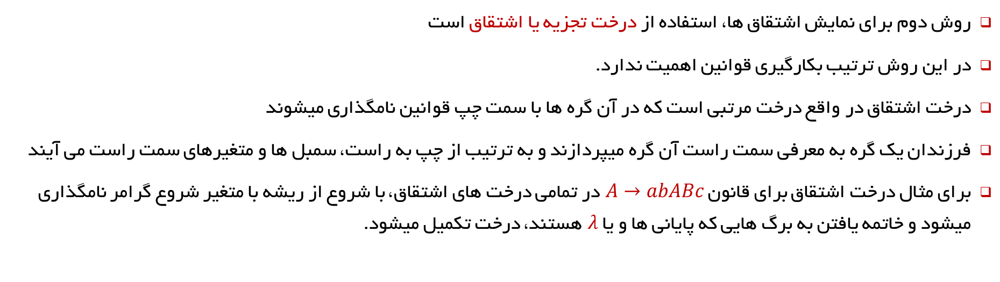 روش دوم برای نمایش اشتقاق ها، استفاده از درخت تجزیه یا اشتقاق است
در این روش ترتیب بکارگیری قوانین اهمیت ندارد.
درخت اشتقاق در واقع درخت مرتبی است که در آن گره ها با سمت چپ قوانین نامگذاری میشوند
فرزندان یک گره به معرفی سمت راست آن گره میپردازند و به ترتیب از چپ به راست، سمبل ها و متغیرهای سمت راست می آیند
برای مثال درخت اشتقاق برای قانون A → abABc در تمامی درخت های اشتقاق، با شروع از ریشه با متغیر شروع گرامر نامگذاری
میشود و خاتمه یافتن به برگ هایی که پایانی ها و یا λ هستند، درخت تکمیل میشود.